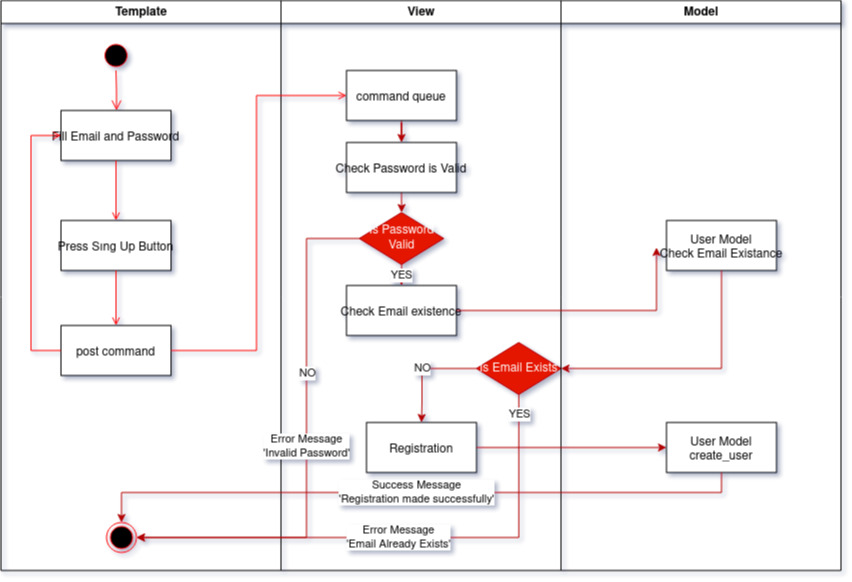 Template
View
Model
Fill Email and Password
Press Sing Up Button
post command
command queue
Check Password is Valid
Is Password
Valid
YES
Check Email existence
NO
Error Message
'Invalid Password'
User Model
Check Email Existance
is Email Exists
NO
YES
Registration
User Model
create_user
Success Message
'Registration made successfully'
Error Message
'Email Already Exists'